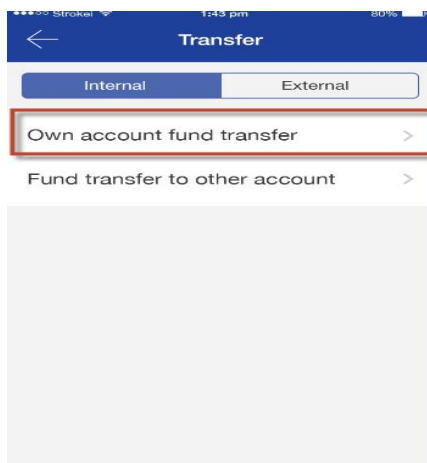 ●●●○○ Strokel 1:43 pm 80%
Transfer
Internal External
Own account fund transfer >
Fund transfer to other account >